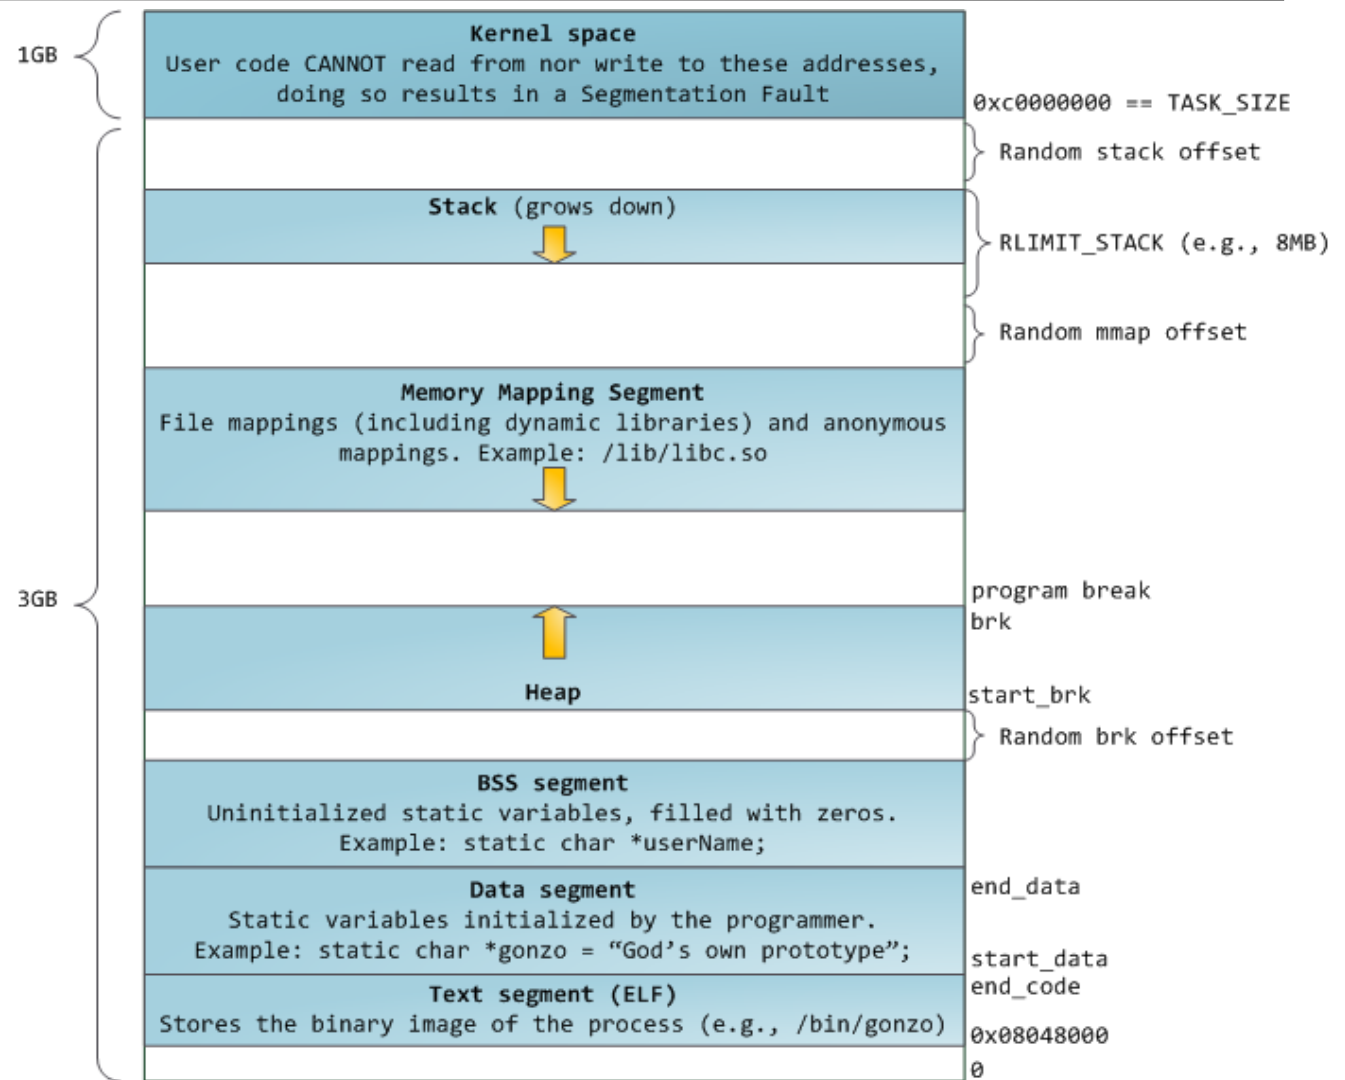 Kernel space
1GB
User code CANNOT read from nor write to these addresses,
doing so results in a Segmentation Fault
0xc0000000 == TASK_SIZE
Random stack offset
Stack (grows down)
RLIMIT_STACK (e.g., 8MB)
Random mmap offset
Memory Mapping Segment
File mappings (including dynamic libraries) and anonymous
mappings. Example: /lib/libc.so
3GB
program break
brk
Heap
start_brk
Random brk offset
BSS segment
Uninitialized static variables, filled with zeros.
Example: static char *userName;
Data segment
end_data
Static variables initialized by the programmer.
Example: static char *gonzo = “God’s own prototype”;
start_data
end_code
Text segment (ELF)
Stores the binary image of the process (e.g., /bin/gonzo)
0x08048000
0